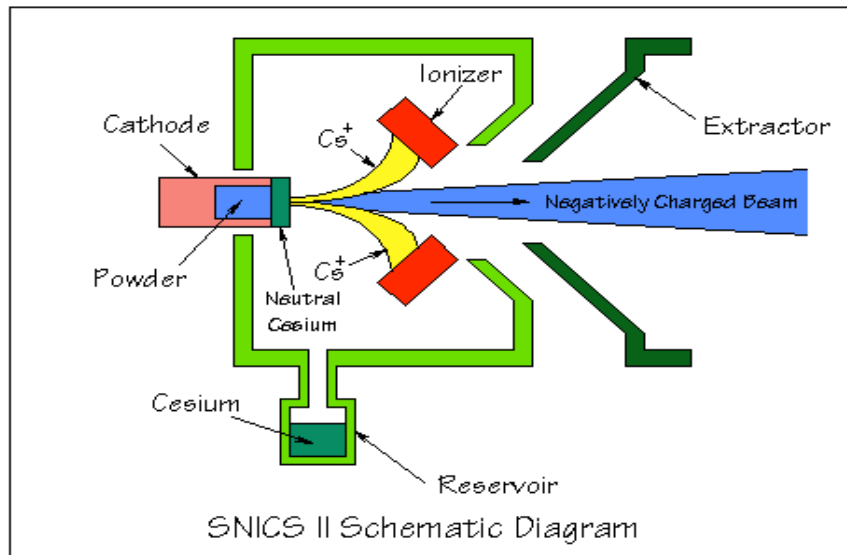 Ionizer
Cs+
Cathode
Extractor
Negatively Charged Beam
Powder
Cs+
Neutral
Cesium
Cesium
Reservoir
SNICS II Schematic Diagram